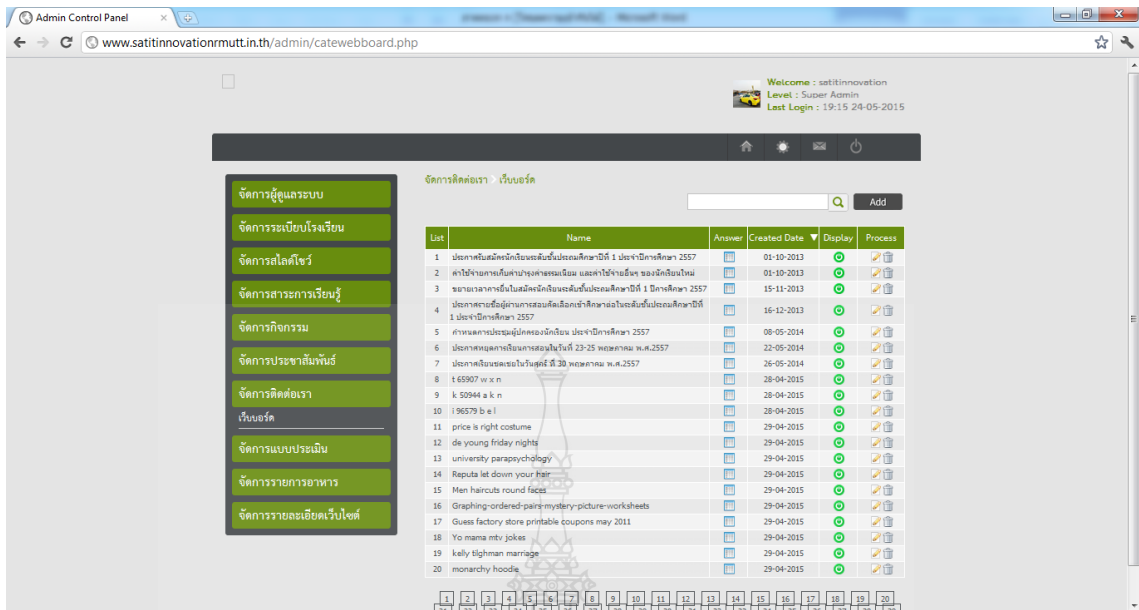 Admin Control Panel
www.satitinnovationrmutt.in.th/admin/catewebboard.php
Welcome : satitinnovation
Level : Super Admin
Last Login : 19:15 24-05-2015
จัดการผู้ดูแลระบบ
จัดการระเบียบโรงเรียน
จัดการสไลด์โชว์
จัดการสาระการเรียนรู้
จัดการกิจกรรม
จัดการประชาสัมพันธ์
จัดการติดต่อเรา
เว็บบอร์ด
จัดการแบบประเมิน
จัดการรายการอาหาร
จัดการรายละเอียดเว็บไซต์
จัดการติดต่อเรา > เว็บบอร์ด
Add
List Name Answer Created Date ▼ Display Process
1 ประกาศรับสมัครนักเรียนระดับชั้นประถมศึกษาปีที่ 1 ประจำปีการศึกษา 2557 01-10-2013
2 ค่าใช้จ่ายการเก็บค่าบำรุงค่าธรรมเนียม และค่าใช้จ่ายอื่นๆ ของนักเรียนใหม่ 01-10-2013
3 ขยายเวลาการยื่นใบสมัครนักเรียนระดับชั้นประถมศึกษาปีที่ 1 ปีการศึกษา 2557 15-11-2013
4 ประกาศรายชื่อผู้ผ่านการสอบคัดเลือกเข้าศึกษาต่อในระดับชั้นประถมศึกษาปีที่
1 ประจำปีการศึกษา 2557 16-12-2013
5 กำหนดการประชุมผู้ปกครองนักเรียน ประจำปีการศึกษา 2557 08-05-2014
6 ประกาศหยุดการเรียนการสอนในวันที่ 23-25 พฤษภาคม พ.ศ.2557 22-05-2014
7 ประกาศเรียนชดเชยในวันศุกร์ ที่ 30 พฤษภาคม พ.ศ.2557 26-05-2014
8 t 65907 w x n 28-04-2015
9 k 50944 a k n 28-04-2015
10 i 96579 b e l 28-04-2015
11 price is right costume 29-04-2015
12 de young friday nights 29-04-2015
13 university parapsychology 29-04-2015
14 Reputa let down your hair 29-04-2015
15 Men haircuts round faces 29-04-2015
16 Graphing-ordered-pairs-mystery-picture-worksheets 29-04-2015
17 Guess factory store printable coupons may 2011 29-04-2015
18 Yo mama mtv jokes 29-04-2015
19 kelly tilghman marriage 29-04-2015
20 monarchy hoodie 29-04-2015
1 2 3 4 5 6 7 8 9 10 11 12 13 14 15 16 17 18 19 20